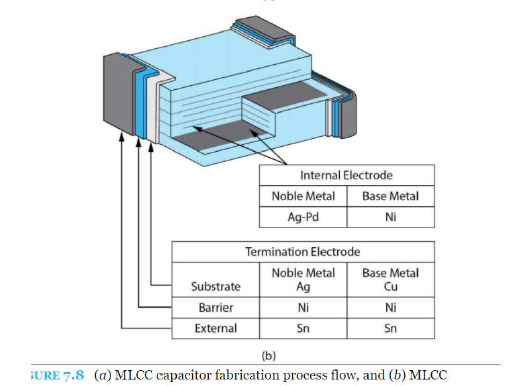 Internal Electrode
Noble Metal Base Metal
Ag-Pd Ni
Termination Electrode
Substrate Noble Metal Ag Base Metal Cu
Barrier Ni Ni
External Sn Sn
(b)
URE 7.8 (a) MLCC capacitor fabrication process flow, and (b) MLCC